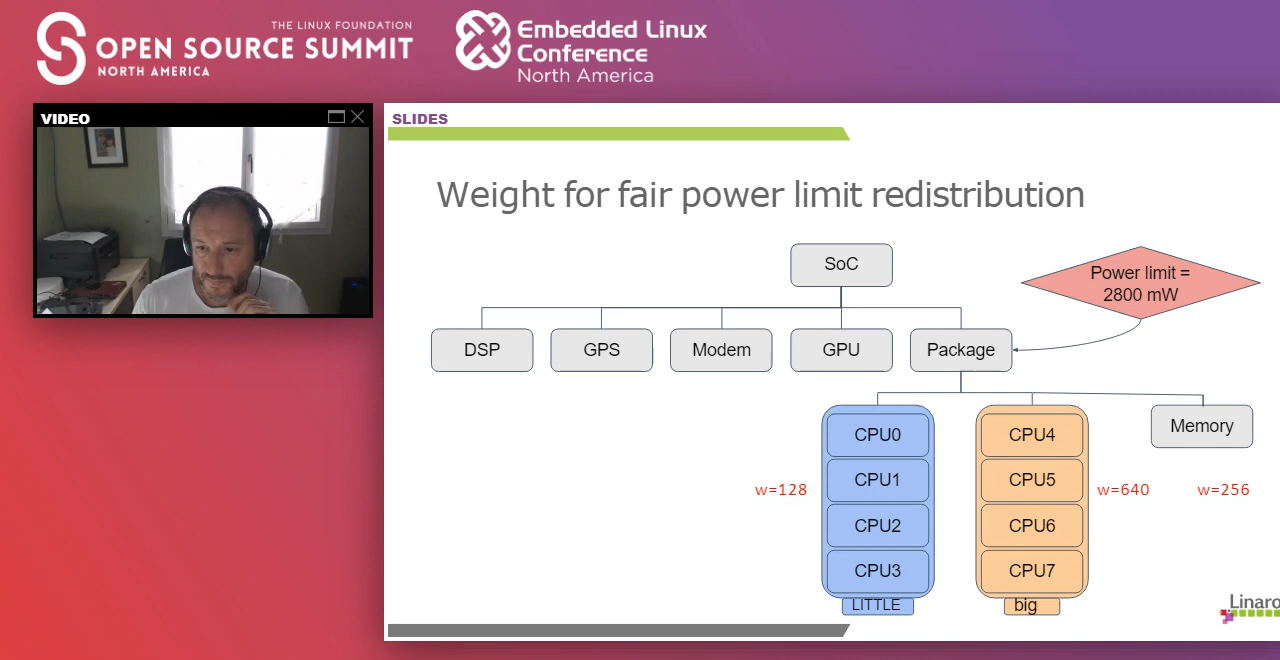 THE LINUX FOUNDATION
OPEN SOURCE SUMMIT
NORTH AMERICA
Embedded Linux
Conference
North America
VIDEO
SLIDES
Weight for fair power limit redistribution
SoC
Power limit =
2800 mW
DSP
GPS
Modem
GPU
Package
CPU0
CPU1
CPU2
CPU3
LITTLE
w=128
CPU4
CPU5
CPU6
CPU7
big
w=640
Memory
w=256
Linaro